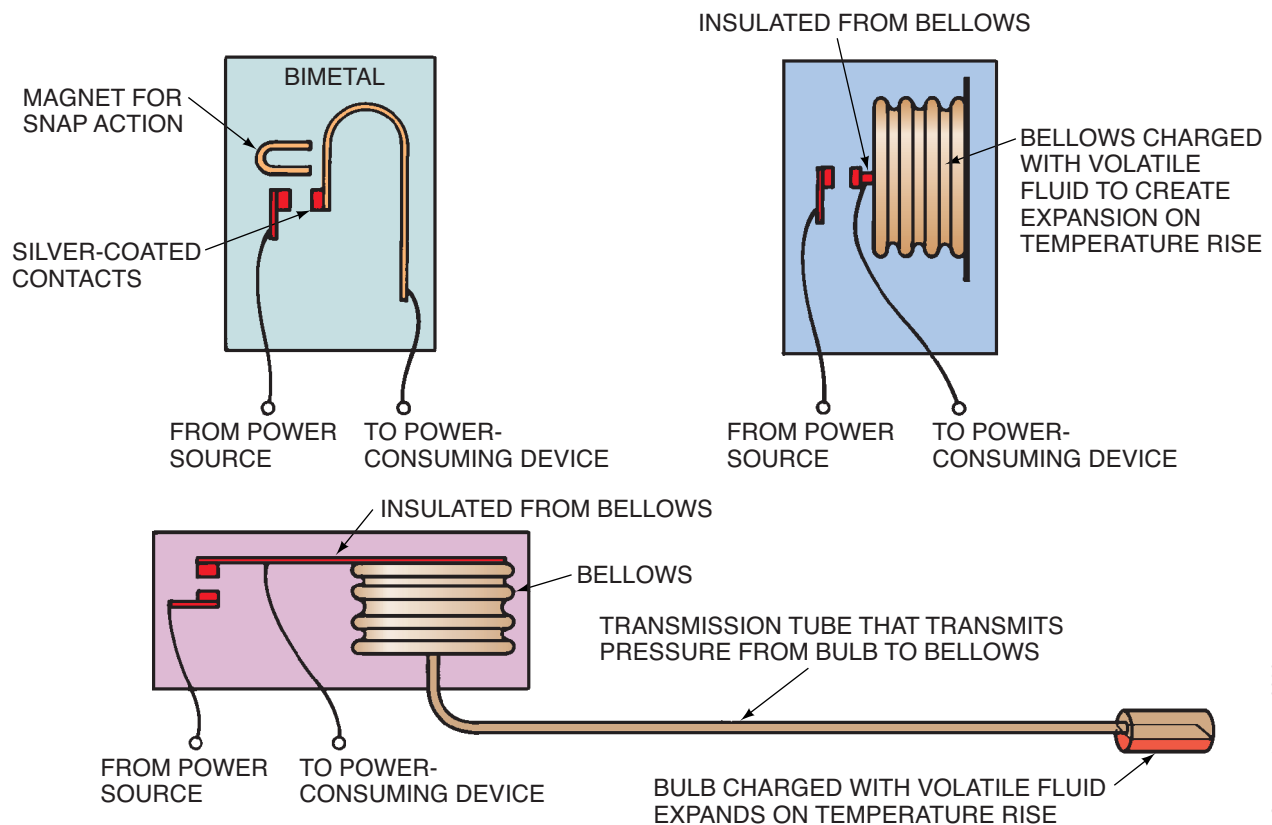 BIMETAL
MAGNET FOR
SNAP ACTION
SILVER-COATED
CONTACTS
FROM POWER
SOURCE
TO POWER-
CONSUMING DEVICE
INSULATED FROM BELLOWS
BELLOWS CHARGED
WITH VOLATILE
FLUID TO CREATE
EXPANSION ON
TEMPERATURE RISE
FROM POWER
SOURCE
TO POWER-
CONSUMING DEVICE
INSULATED FROM BELLOWS
BELLOWS
TRANSMISSION TUBE THAT TRANSMITS
PRESSURE FROM BULB TO BELLOWS
FROM POWER
SOURCE
TO POWER-
CONSUMING DEVICE
BULB CHARGED WITH VOLATILE FLUID
EXPANDS ON TEMPERATURE RISE